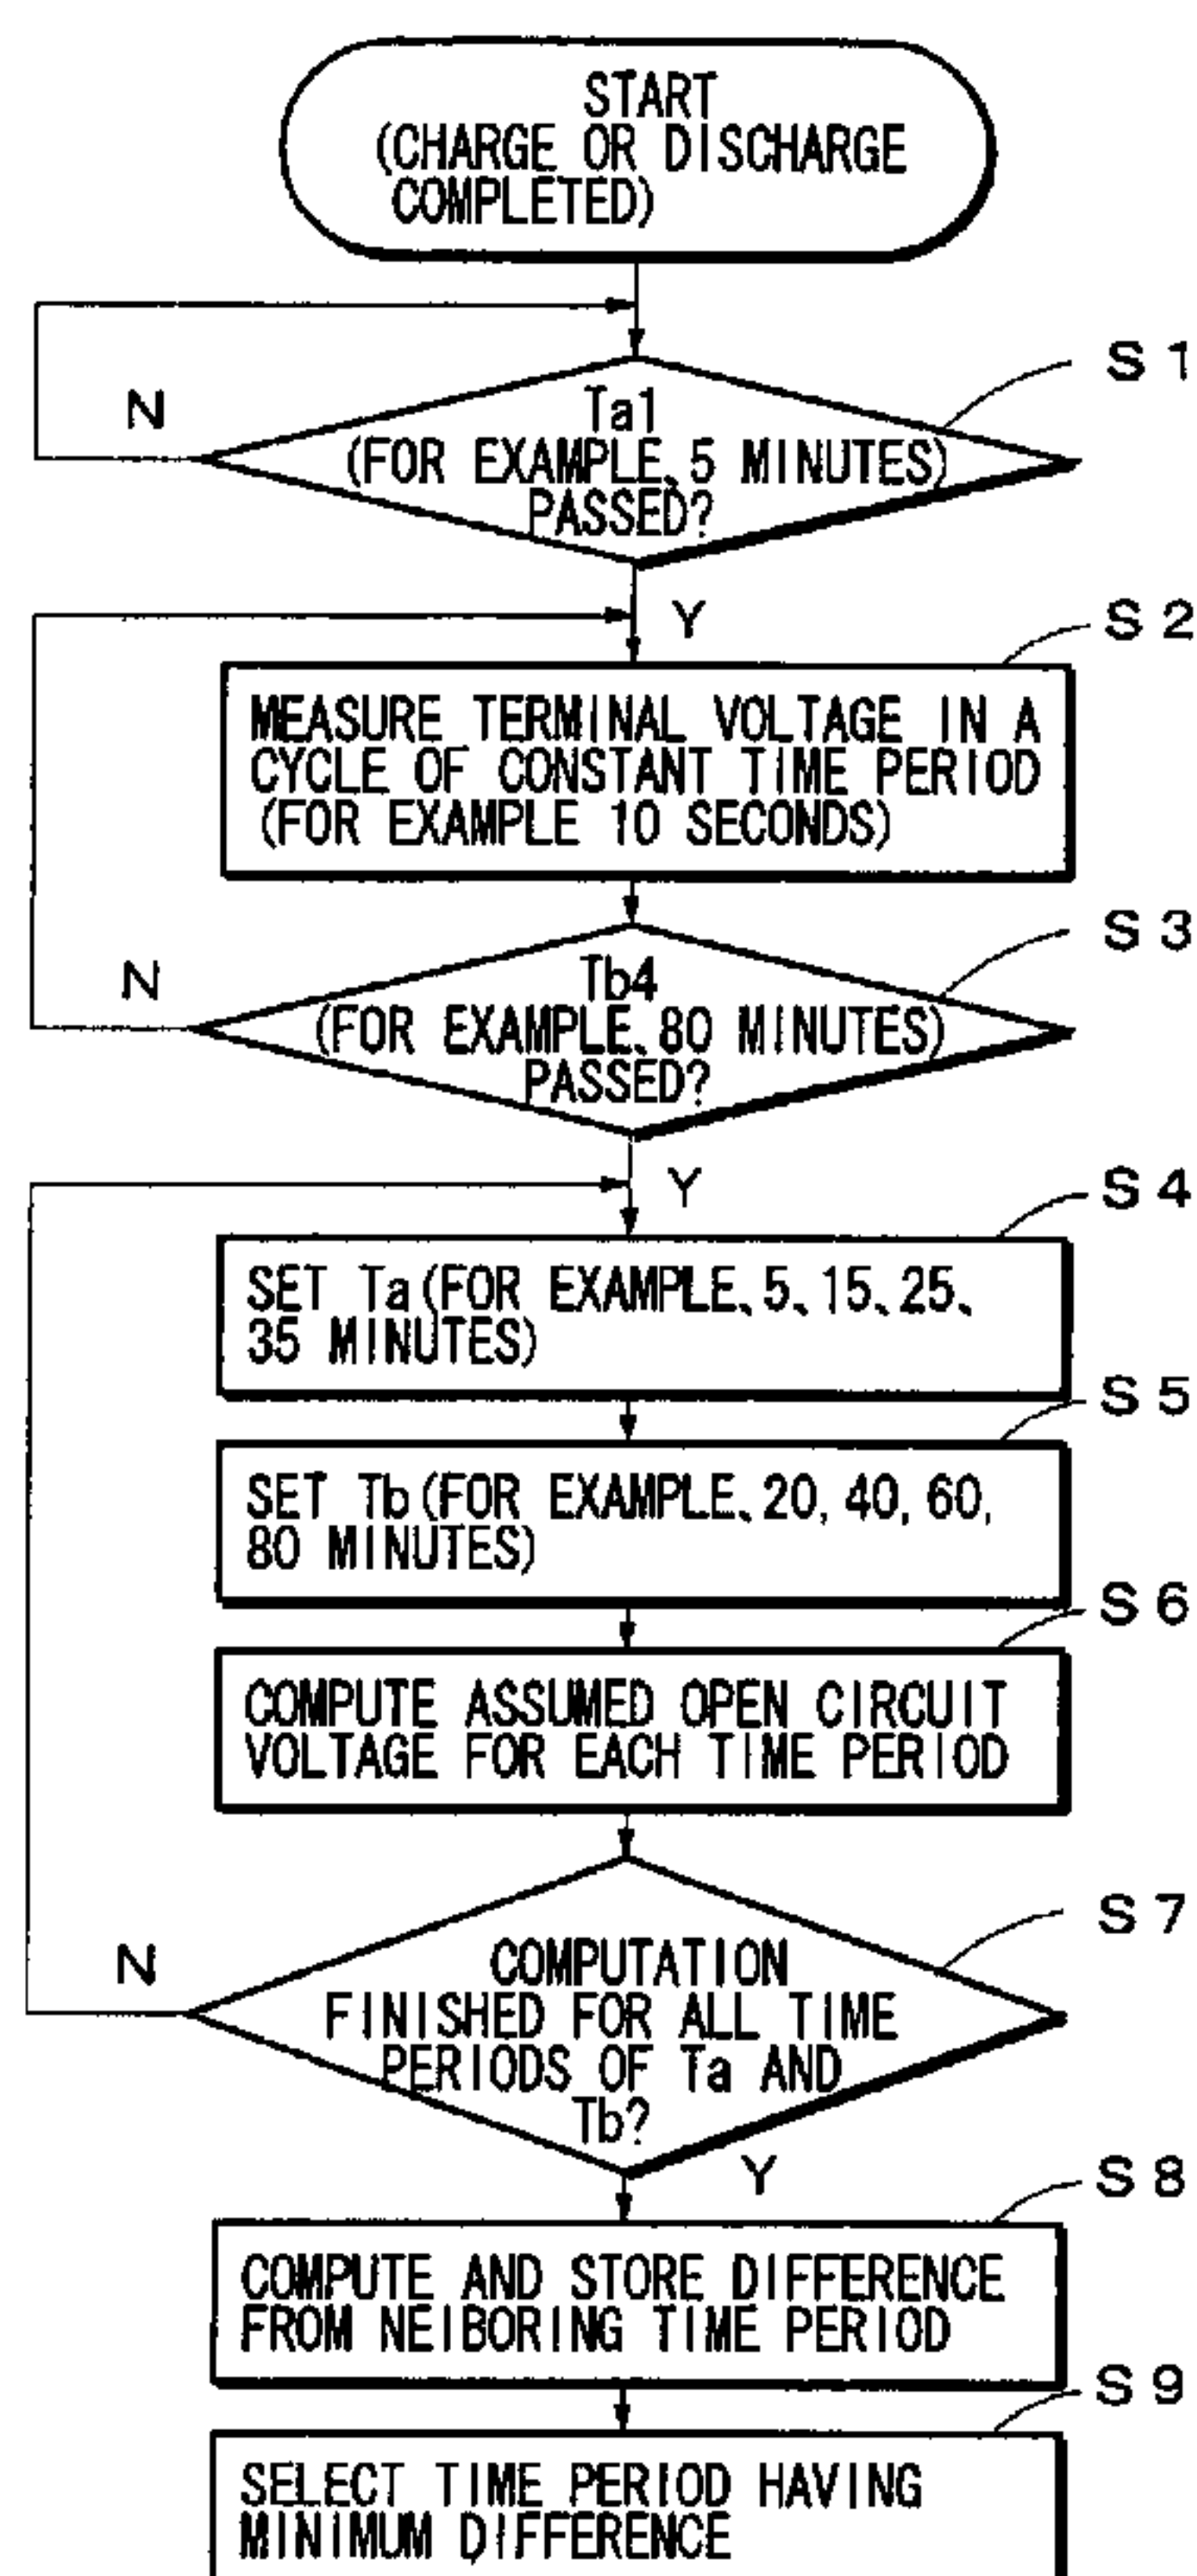 START
(CHARGE OR DISCHARGE
COMPLETED)
S 1
N
Ta1
(FOR EXAMPLE、5 MINUTES)
PASSED?
Y
S 2
MEASURE TERMINAL VOLTAGE IN A
CYCLE OF CONSTANT TIME PERIOD
(FOR EXAMPLE 10 SECONDS)
S 3
N
Tb4
(FOR EXAMPLE、80 MINUTES)
PASSED?
Y
S 4
SET Ta(FOR EXAMPLE、5、15、25、
35 MINUTES)
S 5
SET Tb(FOR EXAMPLE、20, 40, 60,
80 MINUTES)
S 6
COMPUTE ASSUMED OPEN CIRCUIT
VOLTAGE FOR EACH TIME PERIOD
S 7
N
COMPUTATION
FINISHED FOR ALL TIME
PERIODS OF Ta AND
Tb?
Y
S 8
COMPUTE AND STORE DIFFERENCE
FROM NEIBORING TIME PERIOD
S 9
SELECT TIME PERIOD HAVING
MINIMUM DIFFERENCE